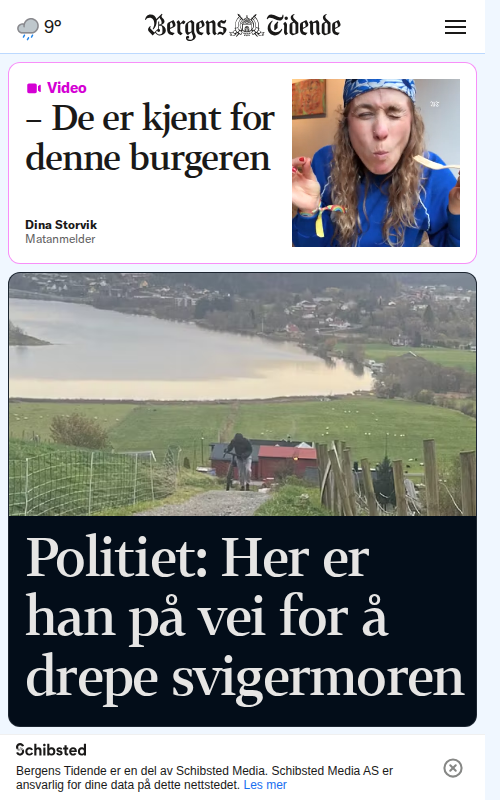 9°
Bergens Tidende
Video
– De er kjent for
denne burgeren
Dina Storvik
Matanmelder
Politiet: Her er
han på vei for å
drepe svigermoren
Schibsted
Bergens Tidende er en del av Schibsted Media. Schibsted Media AS er
ansvarlig for dine data på dette nettstedet. Les mer